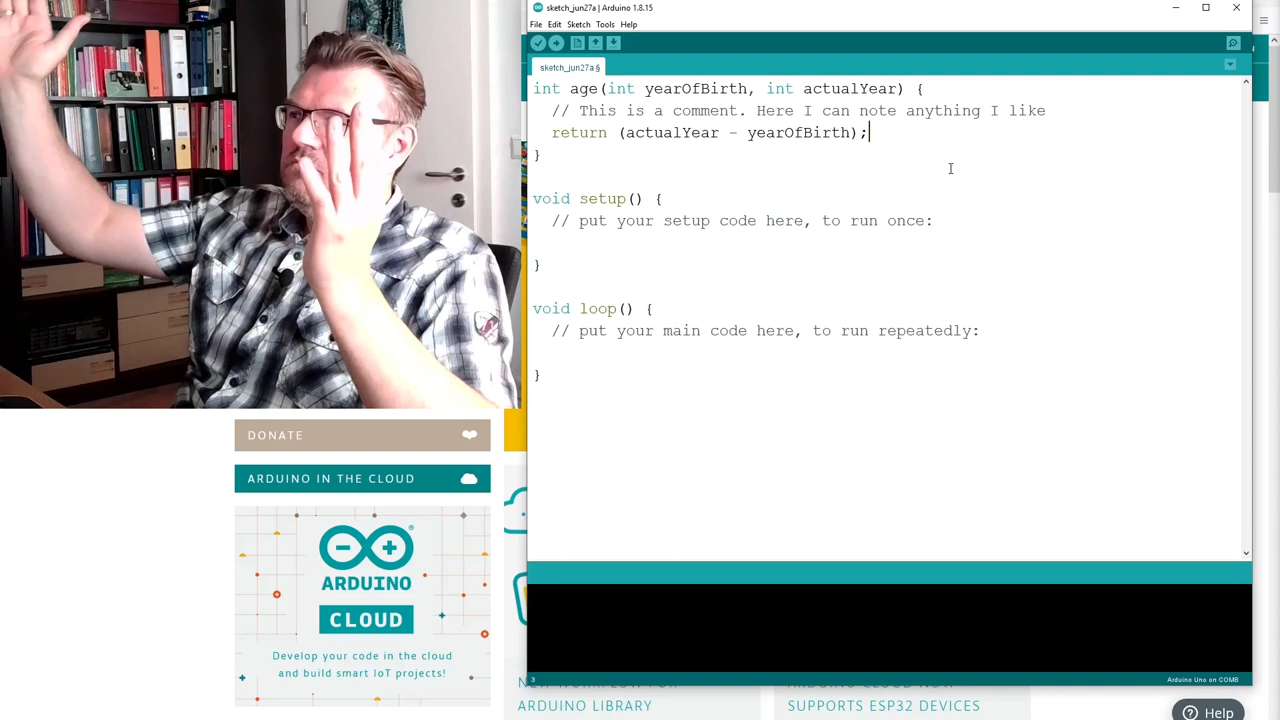 sketch_jun27a | Arduino 1.8.15
File Edit Sketch Tools Help
sketch_jun27a §
int age(int yearOfBirth, int actualYear) {
// This is a comment. Here I can note anything I like
return (actualYear - yearOfBirth);
}
void setup() {
// put your setup code here, to run once:
}
void loop() {
// put your main code here, to run repeatedly:
}
3
Arduino Uno on COM8
DONATE
ARDUINO IN THE CLOUD
ARDUINO
CLOUD
Develop your code in the cloud
and build smart IoT projects!
ARDUINO LIBRARY
SUPPORTS ESP32 DEVICES
Help